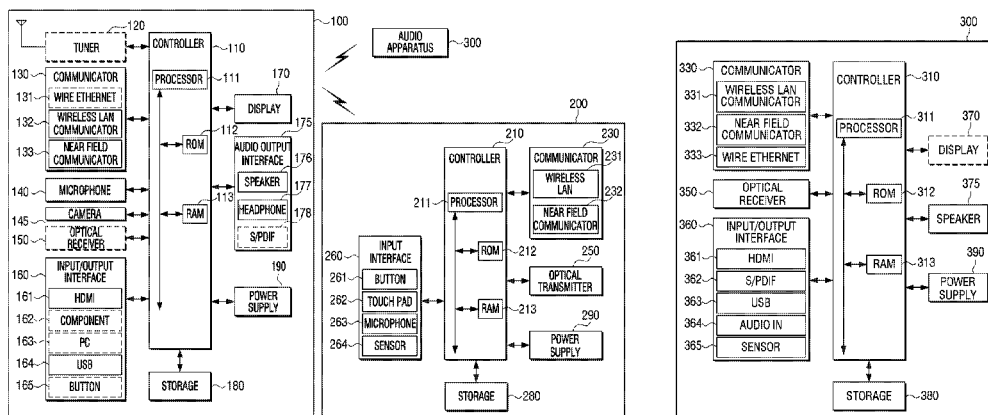 100
120
TUNER
CONTROLLER
110
130
COMMUNICATOR
131
WIRE ETHERNET
132
WIRELESS LAN
COMMUNICATOR
133
NEAR FIELD
COMMUNICATOR
PROCESSOR
111
112
ROM
113
RAM
140
MICROPHONE
145
CAMERA
150
OPTICAL
RECEIVER
160
INPUT/OUTPUT
INTERFACE
161
HDMI
162
COMPONENT
163
PC
164
USB
165
BUTTON
170
DISPLAY
175
AUDIO OUTPUT
INTERFACE
176
SPEAKER
177
HEADPHONE
178
S/PDIF
190
POWER
SUPPLY
STORAGE
180
AUDIO
APPARATUS
300
200
210
CONTROLLER
PROCESSOR
211
ROM
212
RAM
213
230
COMMUNICATOR
231
WIRELESS
LAN
232
NEAR FIELD
COMMUNICATOR
250
OPTICAL
TRANSMITTER
260
INPUT
INTERFACE
261
BUTTON
262
TOUCH PAD
263
MICROPHONE
264
SENSOR
290
POWER
SUPPLY
STORAGE
280
300
330
COMMUNICATOR
331
WIRELESS LAN
COMMUNICATOR
332
NEAR FIELD
COMMUNICATOR
333
WIRE ETHERNET
CONTROLLER
310
PROCESSOR
311
ROM
312
RAM
313
350
OPTICAL
RECEIVER
360
INPUT/OUTPUT
INTERFACE
361
HDMI
362
S/PDIF
363
USB
364
AUDIO IN
365
SENSOR
370
DISPLAY
375
SPEAKER
390
POWER
SUPPLY
STORAGE
380